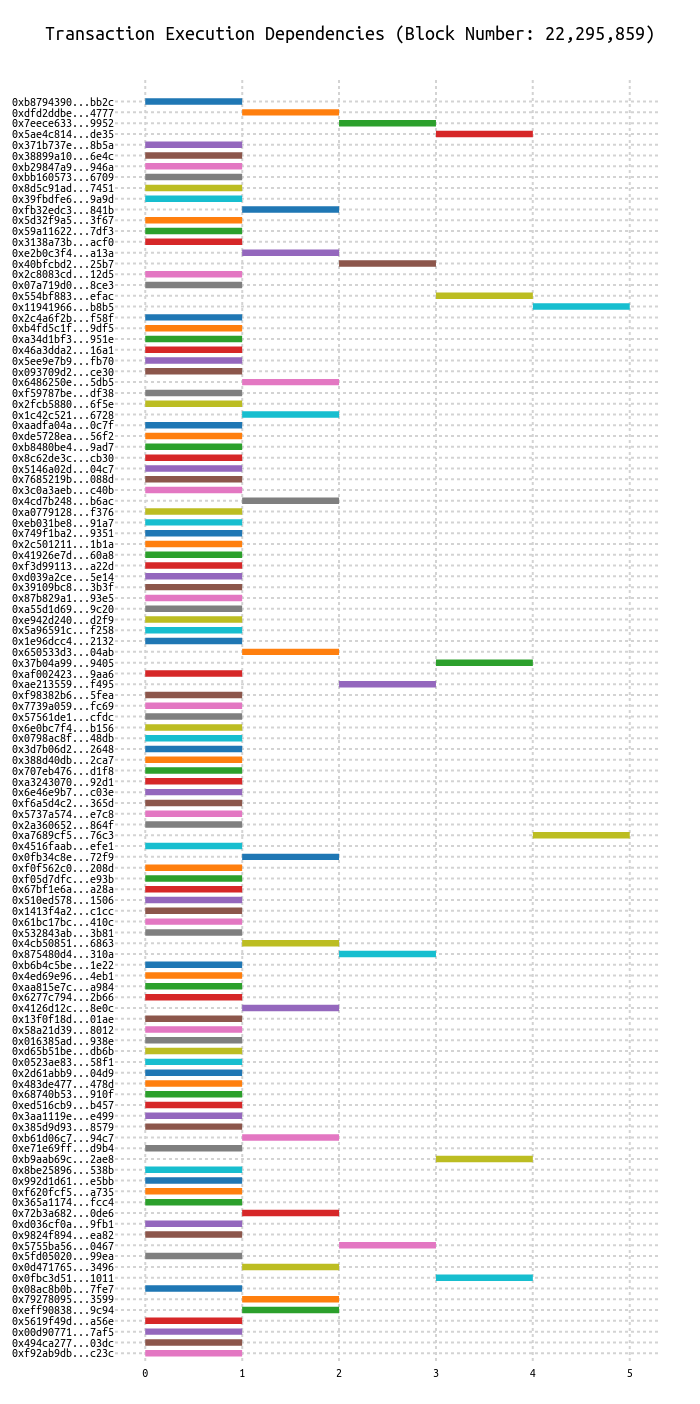 Transaction Execution Dependencies (Block Number: 22,295,859)
0xb8794390...bb2c
0xdfd2ddbe...4777
0x7eece633...9952
0x5ae4c814...de35
0x371b737e...8b5a
0x38899a10...6e4c
0xb29847a9...946a
0xbb160573...6709
0x8d5c91ad...7451
0x39fbdfe6...9a9d
0xfb32edc3...841b
0x5d32f9a5...3f67
0x59a11622...7df3
0x3138a73b...acf0
0xe2b0c3f4...a13a
0x40bfcbd2...25b7
0x2c8083cd...12d5
0x07a719d0...8ce3
0x554bf883...efac
0x11941966...b8b5
0x2c4a6f2b...f58f
0xb4fd5c1f...9df5
0xa34d1bf3...951e
0x46a3dda2...16a1
0x5ee9e7b9...fb70
0x093709d2...ce30
0x6486250e...5db5
0xf59787be...df38
0x2fcb5880...6f5e
0x1c42c521...6728
0xaadfa04a...0c7f
0xde5728ea...56f2
0xb8480be4...9ad7
0x8c62de3c...cb30
0x5146a02d...04c7
0x7685219b...088d
0x3c0a3aeb...c40b
0x4cd7b248...b6ac
0xa0779128...f376
0xeb031be8...91a7
0x749f1ba2...9351
0x2c501211...1b1a
0x41926e7d...60a8
0xf3d99113...a22d
0xd039a2ce...5e14
0x39109bc8...3b3f
0x87b829a1...93e5
0xa55d1d69...9c20
0xe942d240...d2f9
0x5a96591c...f258
0x1e96dcc4...2132
0x650533d3...04ab
0x37b04a99...9405
0xaf002423...9aa6
0xae213559...f495
0xf98382b6...5fea
0x7739a059...fc69
0x57561de1...cfdc
0x6e0bc7f4...b156
0x0798ac8f...48db
0x3d7b06d2...2648
0x388d40db...2ca7
0x707eb476...d1f8
0xa3243070...92d1
0x6e46e9b7...c03e
0xf6a5d4c2...365d
0x5737a574...e7c8
0x2a360652...864f
0xa7689cf5...76c3
0x4516faab...efe1
0x0fb34c8e...72f9
0xf0f562c0...208d
0xf05d7dfc...e93b
0x67bf1e6a...a28a
0x510ed578...1506
0x1413f4a2...c1cc
0x61bc17bc...410c
0x532843ab...3b81
0x4cb50851...6863
0x875480d4...310a
0xb6b4c5be...1e22
0x4ed69e96...4eb1
0xaa815e7c...a984
0x6277c794...2b66
0x4126d12c...8e0c
0x13f0f18d...01ae
0x58a21d39...8012
0x016385ad...938e
0xd65b51be...db6b
0x0523ae83...58f1
0x2d61abb9...04d9
0x483de477...478d
0x68740b53...910f
0xed516cb9...b457
0x3aa1119e...e499
0x385d9d93...8579
0xb61d06c7...94c7
0xe71e69ff...d9b4
0xb9aab69c...2ae8
0x8be25896...538b
0x992d1d61...e5bb
0xf620fcf5...a735
0x365a1174...fcc4
0x72b3a682...0de6
0xd036cf0a...9fb1
0x9824f894...ea82
0x5755ba56...0467
0x5fd05020...99ea
0x0d471765...3496
0x0fbc3d51...1011
0x08ac8b0b...7fe7
0x79278095...3599
0xeff90838...9c94
0x5619f49d...a56e
0x00d90771...7af5
0x494ca277...03dc
0xf92ab9db...c23c
0 1 2 3 4 5